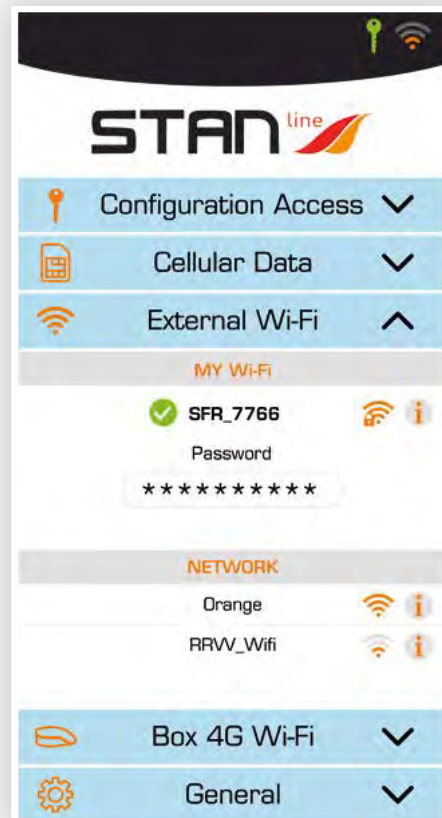 STAN line
Configuration Access
Cellular Data
External Wi-Fi
MY Wi-Fi
SFR_7766
Password
**********
NETWORK
Orange
RRVV_Wifi
Box 4G Wi-Fi
General